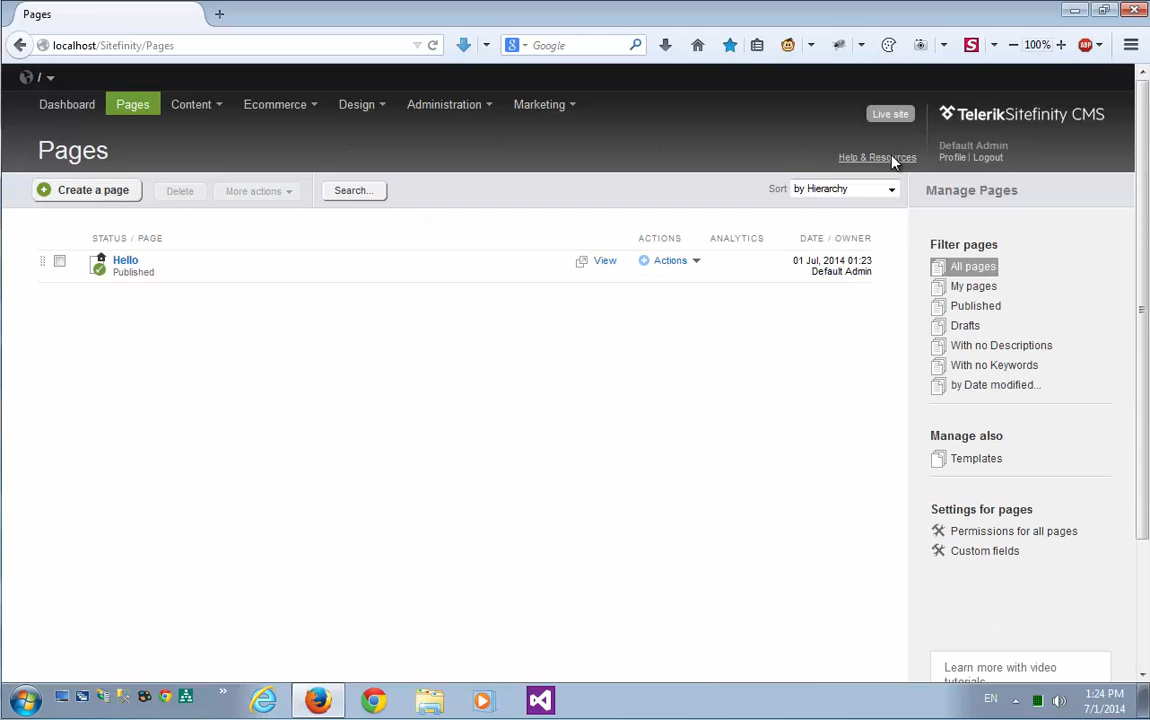 Pages
localhost/Sitefinity/Pages
Google
100%
ABP
/
Dashboard
Pages
Content
Ecommerce
Design
Administration
Marketing
Live site
Telerik Sitefinity CMS
Default Admin
Profile | Logout
Help & Resources
Pages
Create a page
Delete
More actions
Search...
Sort
by Hierarchy
Manage Pages
STATUS / PAGE
ACTIONS
ANALYTICS
DATE / OWNER
Hello
Published
View
Actions
01 Jul, 2014 01:23
Default Admin
Filter pages
All pages
My pages
Published
Drafts
With no Descriptions
With no Keywords
by Date modified...
Manage also
Templates
Settings for pages
Permissions for all pages
Custom fields
Learn more with video
tutorials
EN
1:24 PM
7/1/2014